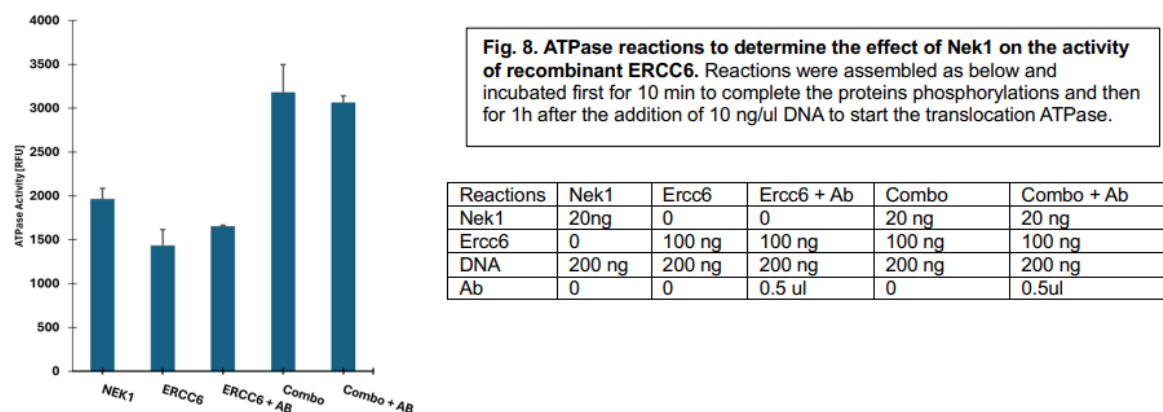 4000
3500
3000
2500
2000
1500
1000
500
0
ATPase Activity [RFU]
NEK1
ERCC6
ERCC6 + AB
Combo
Combo + AB
Fig. 8. ATPase reactions to determine the effect of Nek1 on the activity
of recombinant ERCC6. Reactions were assembled as below and
incubated first for 10 min to complete the proteins phosphorylations and then
for 1h after the addition of 10 ng/ul DNA to start the translocation ATPase.
Reactions Nek1 Ercc6 Ercc6 + Ab Combo Combo + Ab
Nek1 20ng 0 0 20 ng 20 ng
Ercc6 0 100 ng 100 ng 100 ng 100 ng
DNA 200 ng 200 ng 200 ng 200 ng 200 ng
Ab 0 0 0.5 ul 0 0.5ul